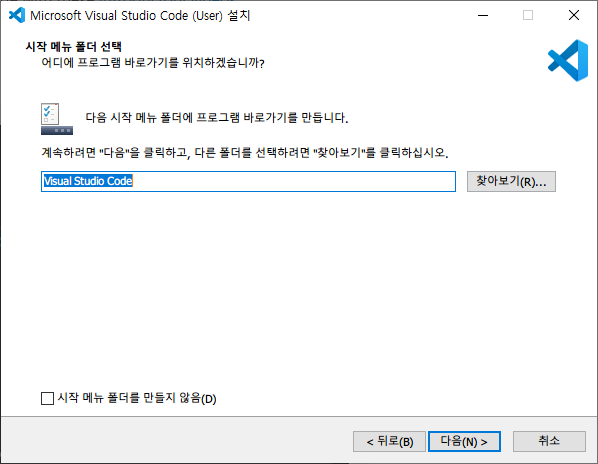 Microsoft Visual Studio Code (User) 설치
시작 메뉴 폴더 선택
어디에 프로그램 바로가기를 위치하겠습니까?
다음 시작 메뉴 폴더에 프로그램 바로가기를 만듭니다.
계속하려면 "다음"을 클릭하고, 다른 폴더를 선택하려면 "찾아보기"를 클릭하십시오.
Visual Studio Code 찾아보기(R)...
시작 메뉴 폴더를 만들지 않음(D)
< 뒤로(B) 다음(N) > 취소